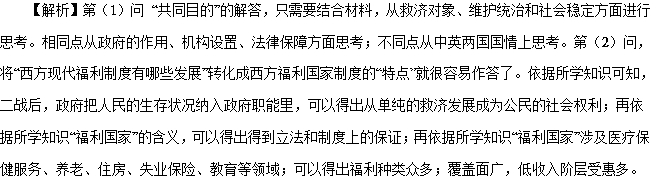 【解析】第（1）问 “共同目的”的解答，只需要结合材料，从救济对象、维护统治和社会稳定方面进行
思考。相同点从政府的作用、机构设置、法律保障方面思考；不同点从中英两国国情上思考。第（2）问，
将“西方现代福利制度有哪些发展”转化成西方福利国家制度的“特点”就很容易作答了。依据所学知识可知，
二战后，政府把人民的生存状况纳入政府职能里，可以得出从单纯的救济发展成为公民的社会权利；再依
据所学知识“福利国家”的含义，可以得出得到立法和制度上的保证；再依据所学知识“福利国家”涉及医疗保
健服务、养老、住房、失业保险、教育等领域；可以得出福利种类众多；覆盖面广，低收入阶层受惠多。